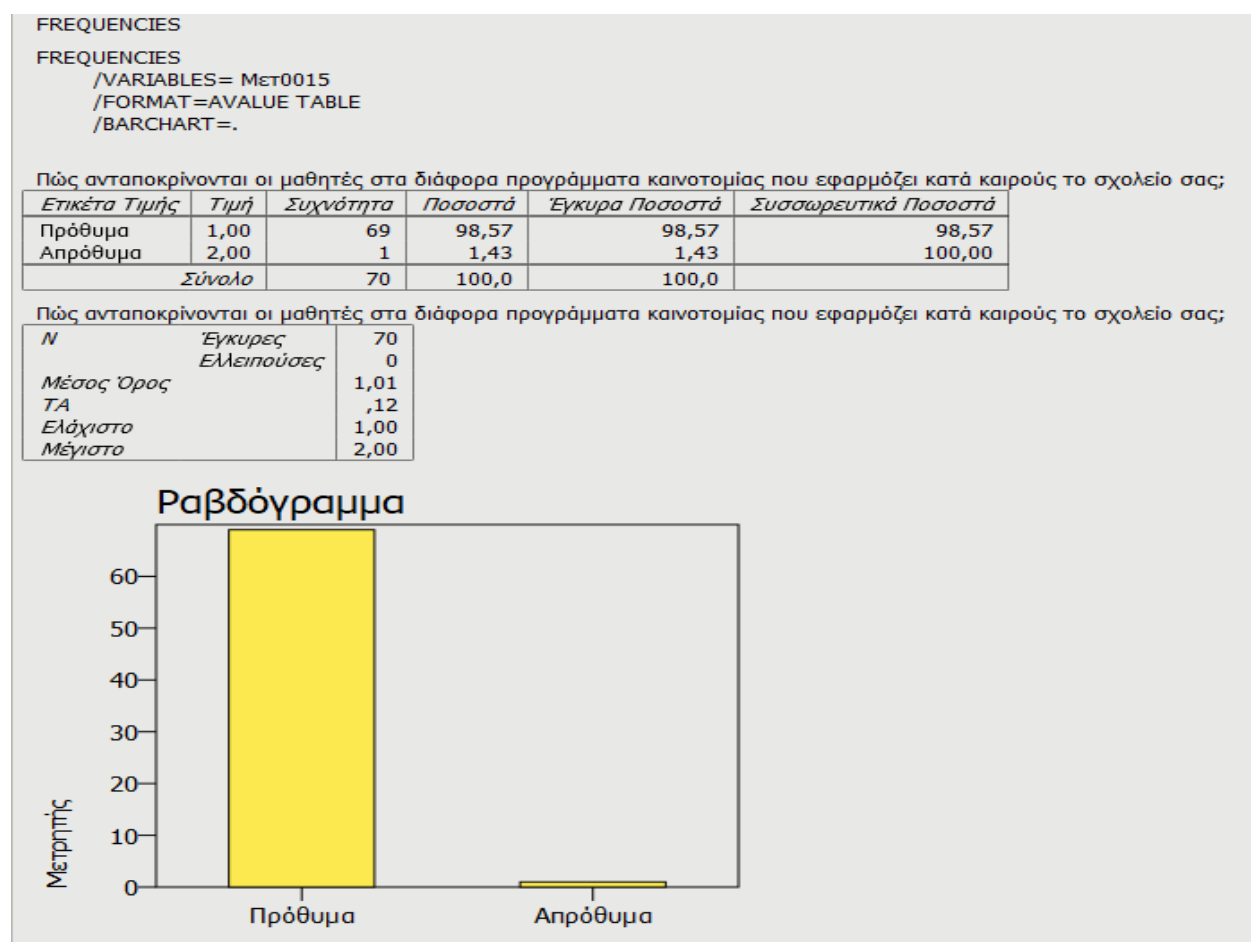 FREQUENCIES
FREQUENCIES
/VARIABLES= Μετ0015
/FORMAT=AVALUE TABLE
/BARCHART=.
Πώς ανταποκρίνονται οι μαθητές στα διάφορα προγράμματα καινοτομίας που εφαρμόζει κατά καιρούς το σχολείο σας;
Ετικέτα Τιμής Τιμή Συχνότητα Ποσοστά Έγκυρα Ποσοστά Συσσωρευτικά Ποσοστά
Πρόθυμα 1,00 69 98,57 98,57 98,57
Απρόθυμα 2,00 1 1,43 1,43 100,00
Σύνολο 70 100,0 100,0
Πώς ανταποκρίνονται οι μαθητές στα διάφορα προγράμματα καινοτομίας που εφαρμόζει κατά καιρούς το σχολείο σας;
N Έγκυρες 70
Ελλειπούσες 0
Μέσος Όρος 1,01
ΤΑ ,12
Ελάχιστο 1,00
Μέγιστο 2,00
Ραβδόγραμμα
60
50
40
30
20
10
0
Μετρητής
Πρόθυμα Απρόθυμα